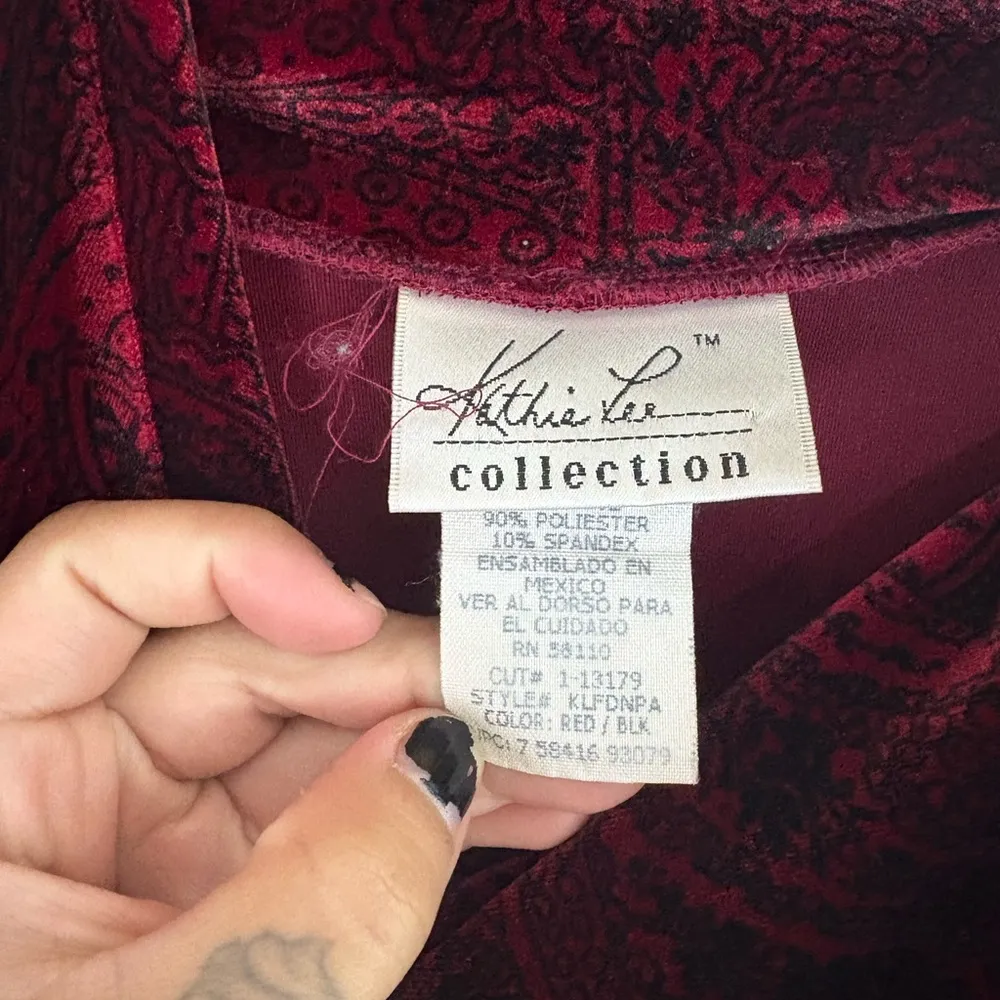 Kathie Lee™
collection
90% POLIESTER
10% SPANDEX
ENSAMBLADO EN
MEXICO
VER AL DORSO PARA
EL CUIDADO
RN 58110
CUT# 1-13179
STYLE# KLFDNPA
COLOR: RED / BLK
7 58416 93079